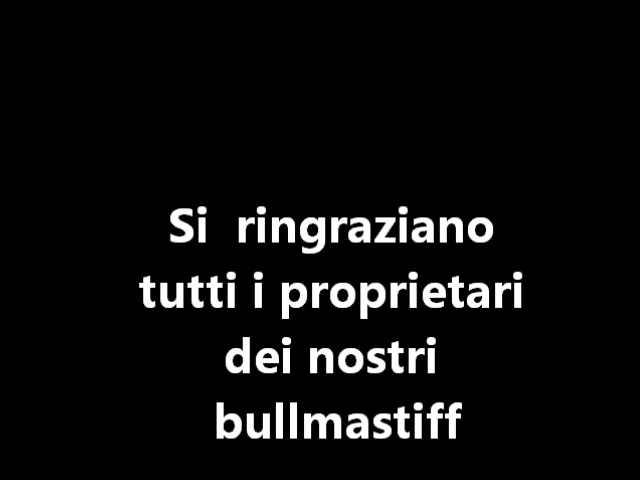 Si  ringraziano
tutti i proprietari
dei nostri
bullmastiff